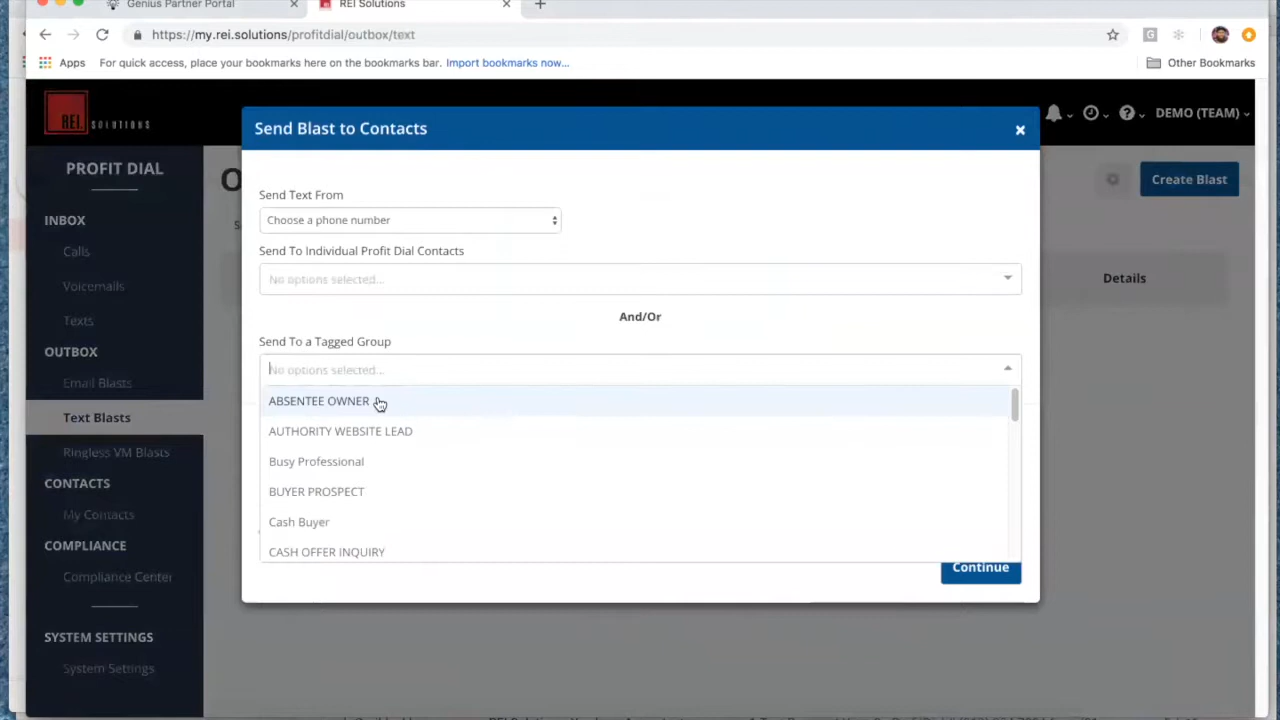 Genius Partner Portal
REI Solutions
https://my.rei.solutions/profitdial/outbox/text
Apps
For quick access, place your bookmarks here on the bookmarks bar. Import bookmarks now...
Other Bookmarks
REI SOLUTIONS
DEMO (TEAM)
PROFIT DIAL
INBOX
Calls
Voicemails
Texts
OUTBOX
Email Blasts
Text Blasts
Ringless VM Blasts
CONTACTS
My Contacts
COMPLIANCE
Compliance Center
SYSTEM SETTINGS
System Settings
Create Blast
Details
Send Blast to Contacts
Send Text From
Choose a phone number
Send To Individual Profit Dial Contacts
No options selected...
And/Or
Send To a Tagged Group
No options selected...
ABSENTEE OWNER
AUTHORITY WEBSITE LEAD
Busy Professional
BUYER PROSPECT
Cash Buyer
CASH OFFER INQUIRY
Continue